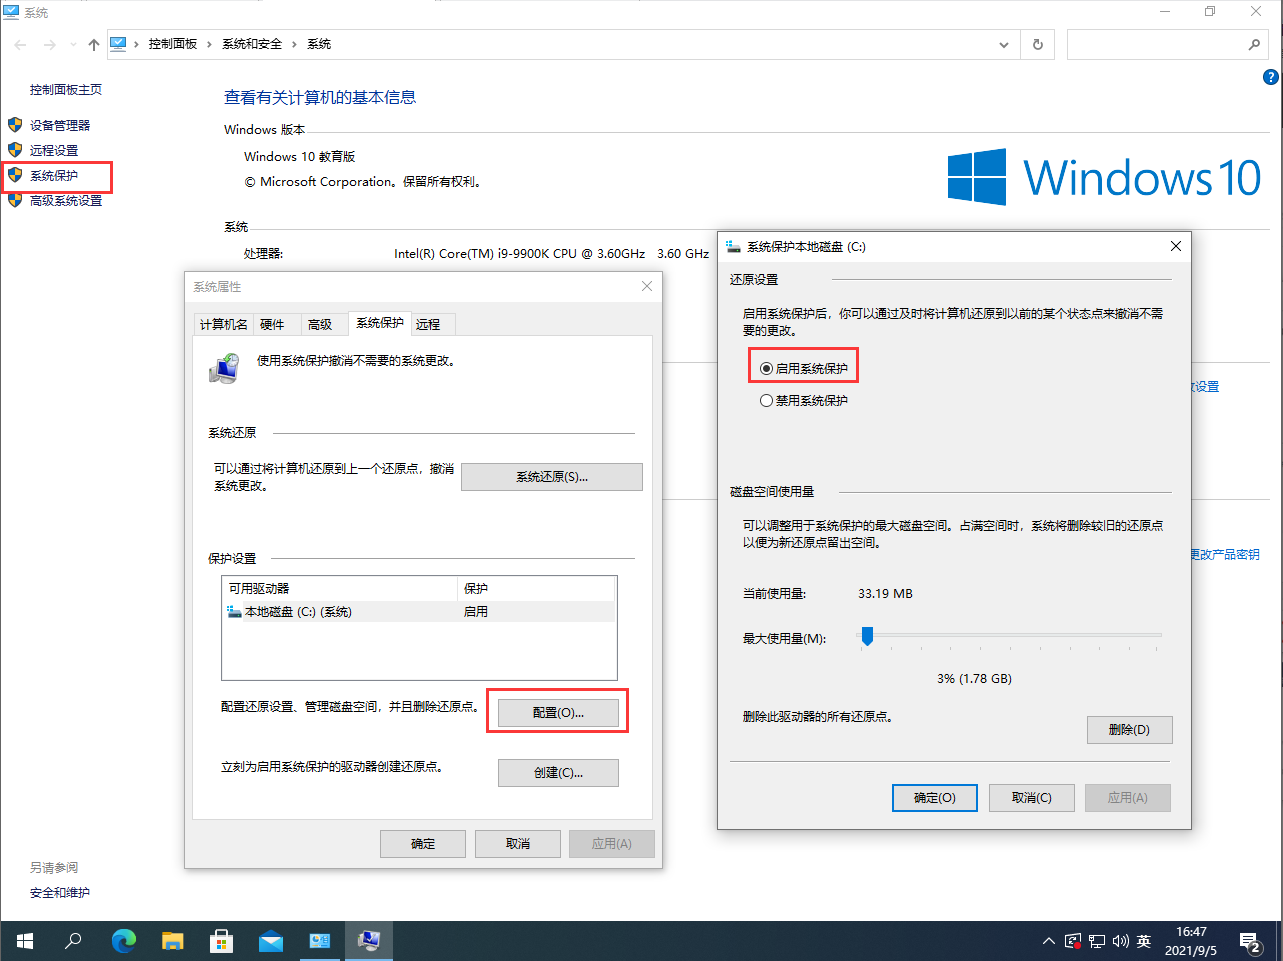 系统
控制面板 › 系统和安全 › 系统
控制面板主页
设备管理器
远程设置
系统保护
高级系统设置
另请参阅
安全和维护
?
查看有关计算机的基本信息
Windows 版本
Windows 10 教育版
© Microsoft Corporation。保留所有权利。
Windows 10
系统
处理器: Intel(R) Core(TM) i9-9900K CPU @ 3.60GHz 3.60 GHz
改设置
更改产品密钥
系统属性
计算机名 硬件 高级 系统保护 远程
使用系统保护撤消不需要的系统更改。
系统还原
可以通过将计算机还原到上一个还原点，撤消
系统更改。
系统还原(S)...
保护设置
可用驱动器 保护
本地磁盘 (C:) (系统) 启用
配置还原设置、管理磁盘空间，并且删除还原点。
配置(O)...
立刻为启用系统保护的驱动器创建还原点。
创建(C)...
确定 取消 应用(A)
系统保护本地磁盘 (C:)
还原设置
启用系统保护后，你可以通过及时将计算机还原到以前的某个状态点来撤消不需
要的更改。
启用系统保护
禁用系统保护
磁盘空间使用量
可以调整用于系统保护的最大磁盘空间。占满空间时，系统将删除较旧的还原点
以便为新还原点留出空间。
当前使用量: 33.19 MB
最大使用量(M):
3% (1.78 GB)
删除此驱动器的所有还原点。
删除(D)
确定(O) 取消(C) 应用(A)
英
16:47
2021/9/5
2